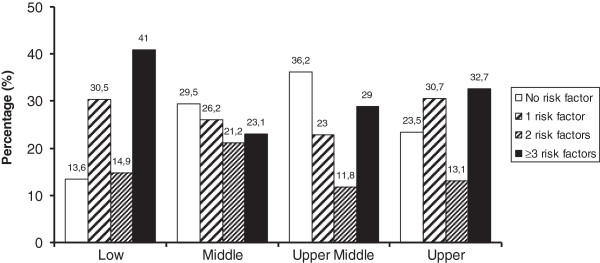 50
40
30
20
10
0
Percentage (%)
13,6
30,5
14,9
41
29,5
26,2
21,2
23,1
36,2
23
11,8
29
23,5
30,7
13,1
32,7
Low
Middle
Upper Middle
Upper
No risk factor
1 risk factor
2 risk factors
≥3 risk factors